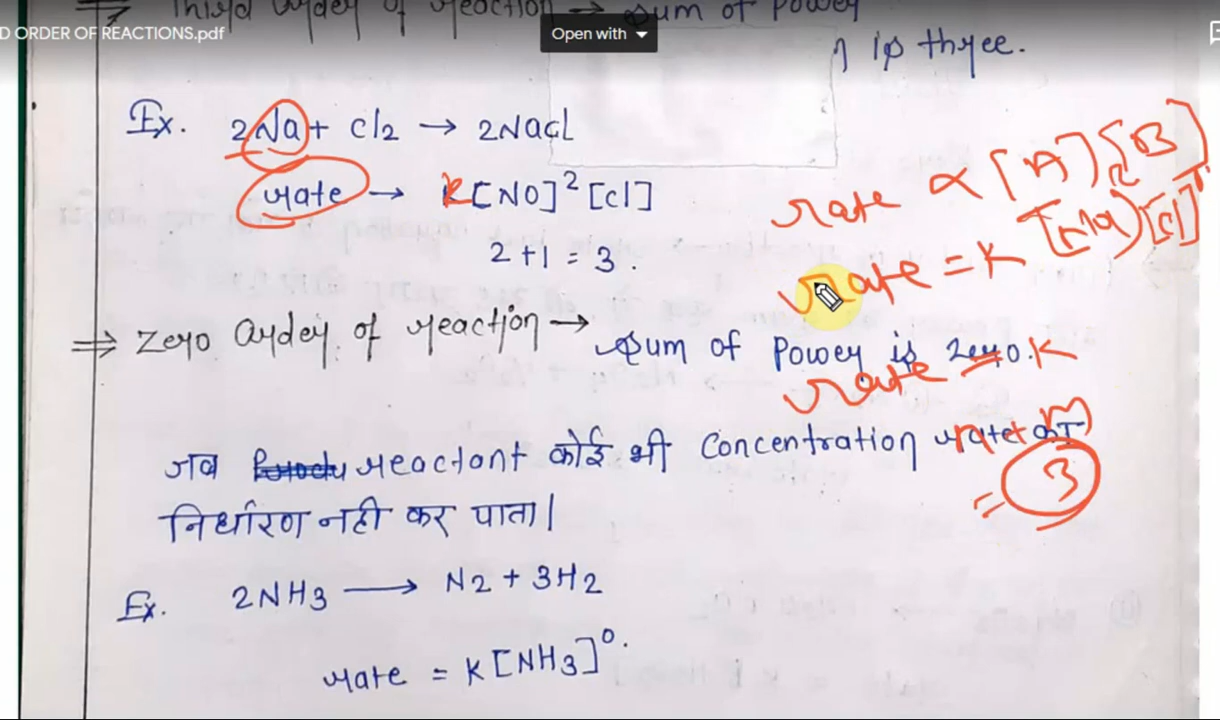 Third order of reaction → Sum of Power
D ORDER OF REACTIONS.pdf
Open with
is three.
Ex. 2Na + Cl2 → 2NaCl
rate → K[NO]² [Cl]
2+1 = 3.
rate ∝ [A] [B]
rate = K [Na] [Cl]
⇒ Zero order of reaction → Sum of Power is zero.
rate K
जब reactant कोई भी Concentration rate का
निर्धारण नही कर पाता।
= 3
Ex. 2NH3 ⟶ N2 + 3H2
rate = K [NH3]⁰.